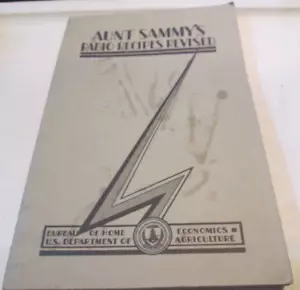 AUNT SAMMY'S
RADIO RECIPES REVISED
BUREAU OF HOME ECONOMICS
U.S. DEPARTMENT OF AGRICULTURE